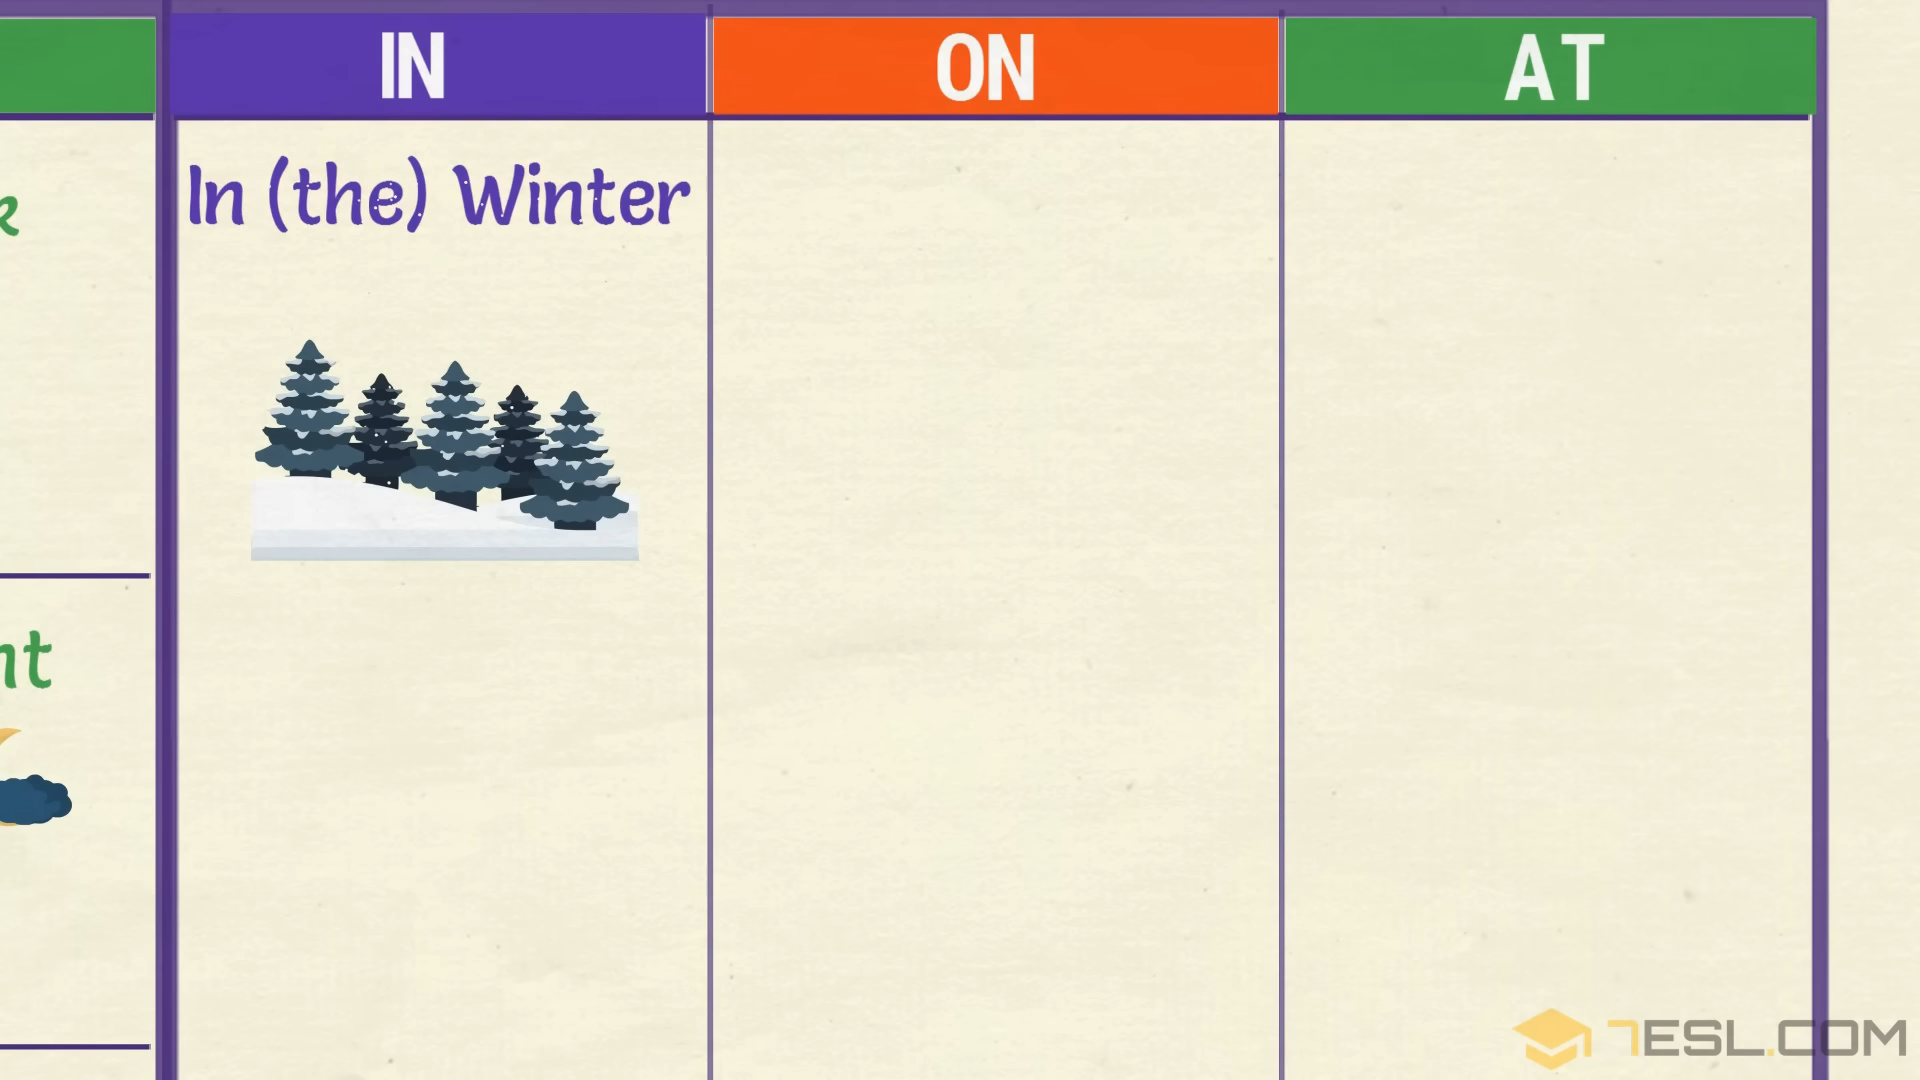 IN ON AT
In (the) Winter
7ESL.COM